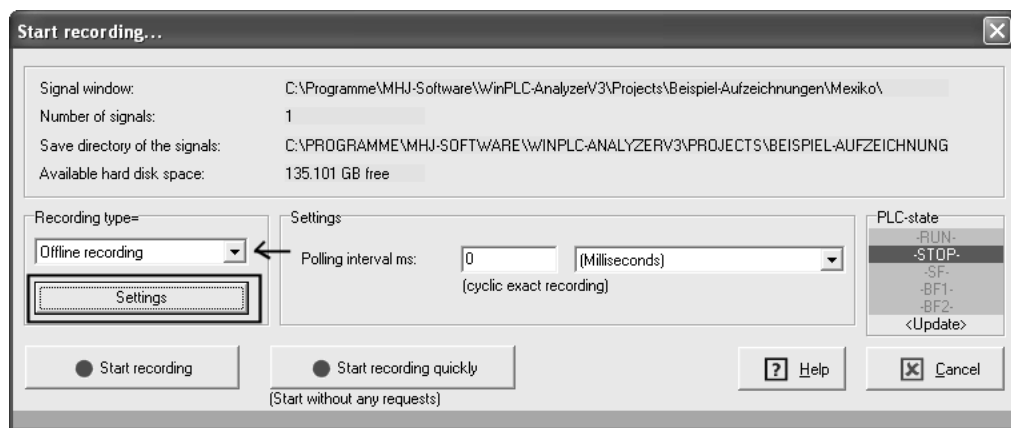 Start recording...
Signal window: C:\Programme\MHJ-Software\WinPLC-AnalyzerV3\Projects\Beispiel-Aufzeichnungen\Mexiko\
Number of signals: 1
Save directory of the signals: C:\PROGRAMME\MHJ-SOFTWARE\WINPLC-ANALYZERV3\PROJECTS\BEISPIEL-AUFZEICHNUNG
Available hard disk space: 135.101 GB free
Recording type=
Offline recording
Settings
Settings
Polling interval ms: 0 (Milliseconds)
(cyclic exact recording)
PLC-state
-RUN-
-STOP-
-SF-
-BF1-
-BF2-
<Update>
Start recording
Start recording quickly
(Start without any requests)
? Help
Cancel